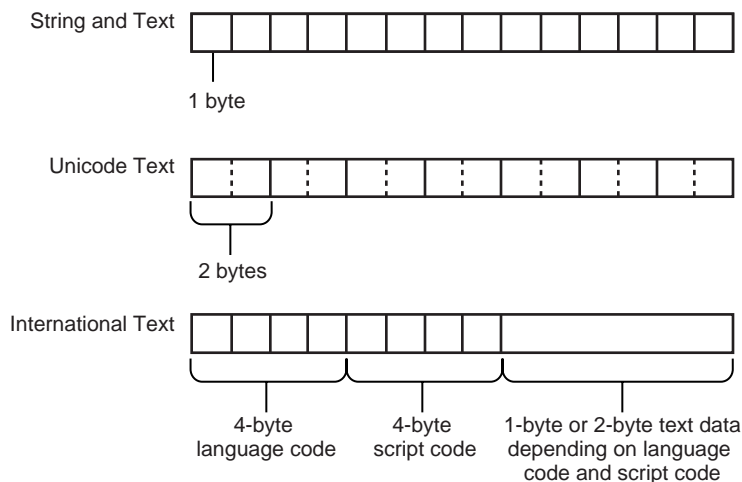 String and Text
1 byte
Unicode Text
2 bytes
International Text
4-byte
language code
4-byte
script code
1-byte or 2-byte text data
depending on language
code and script code